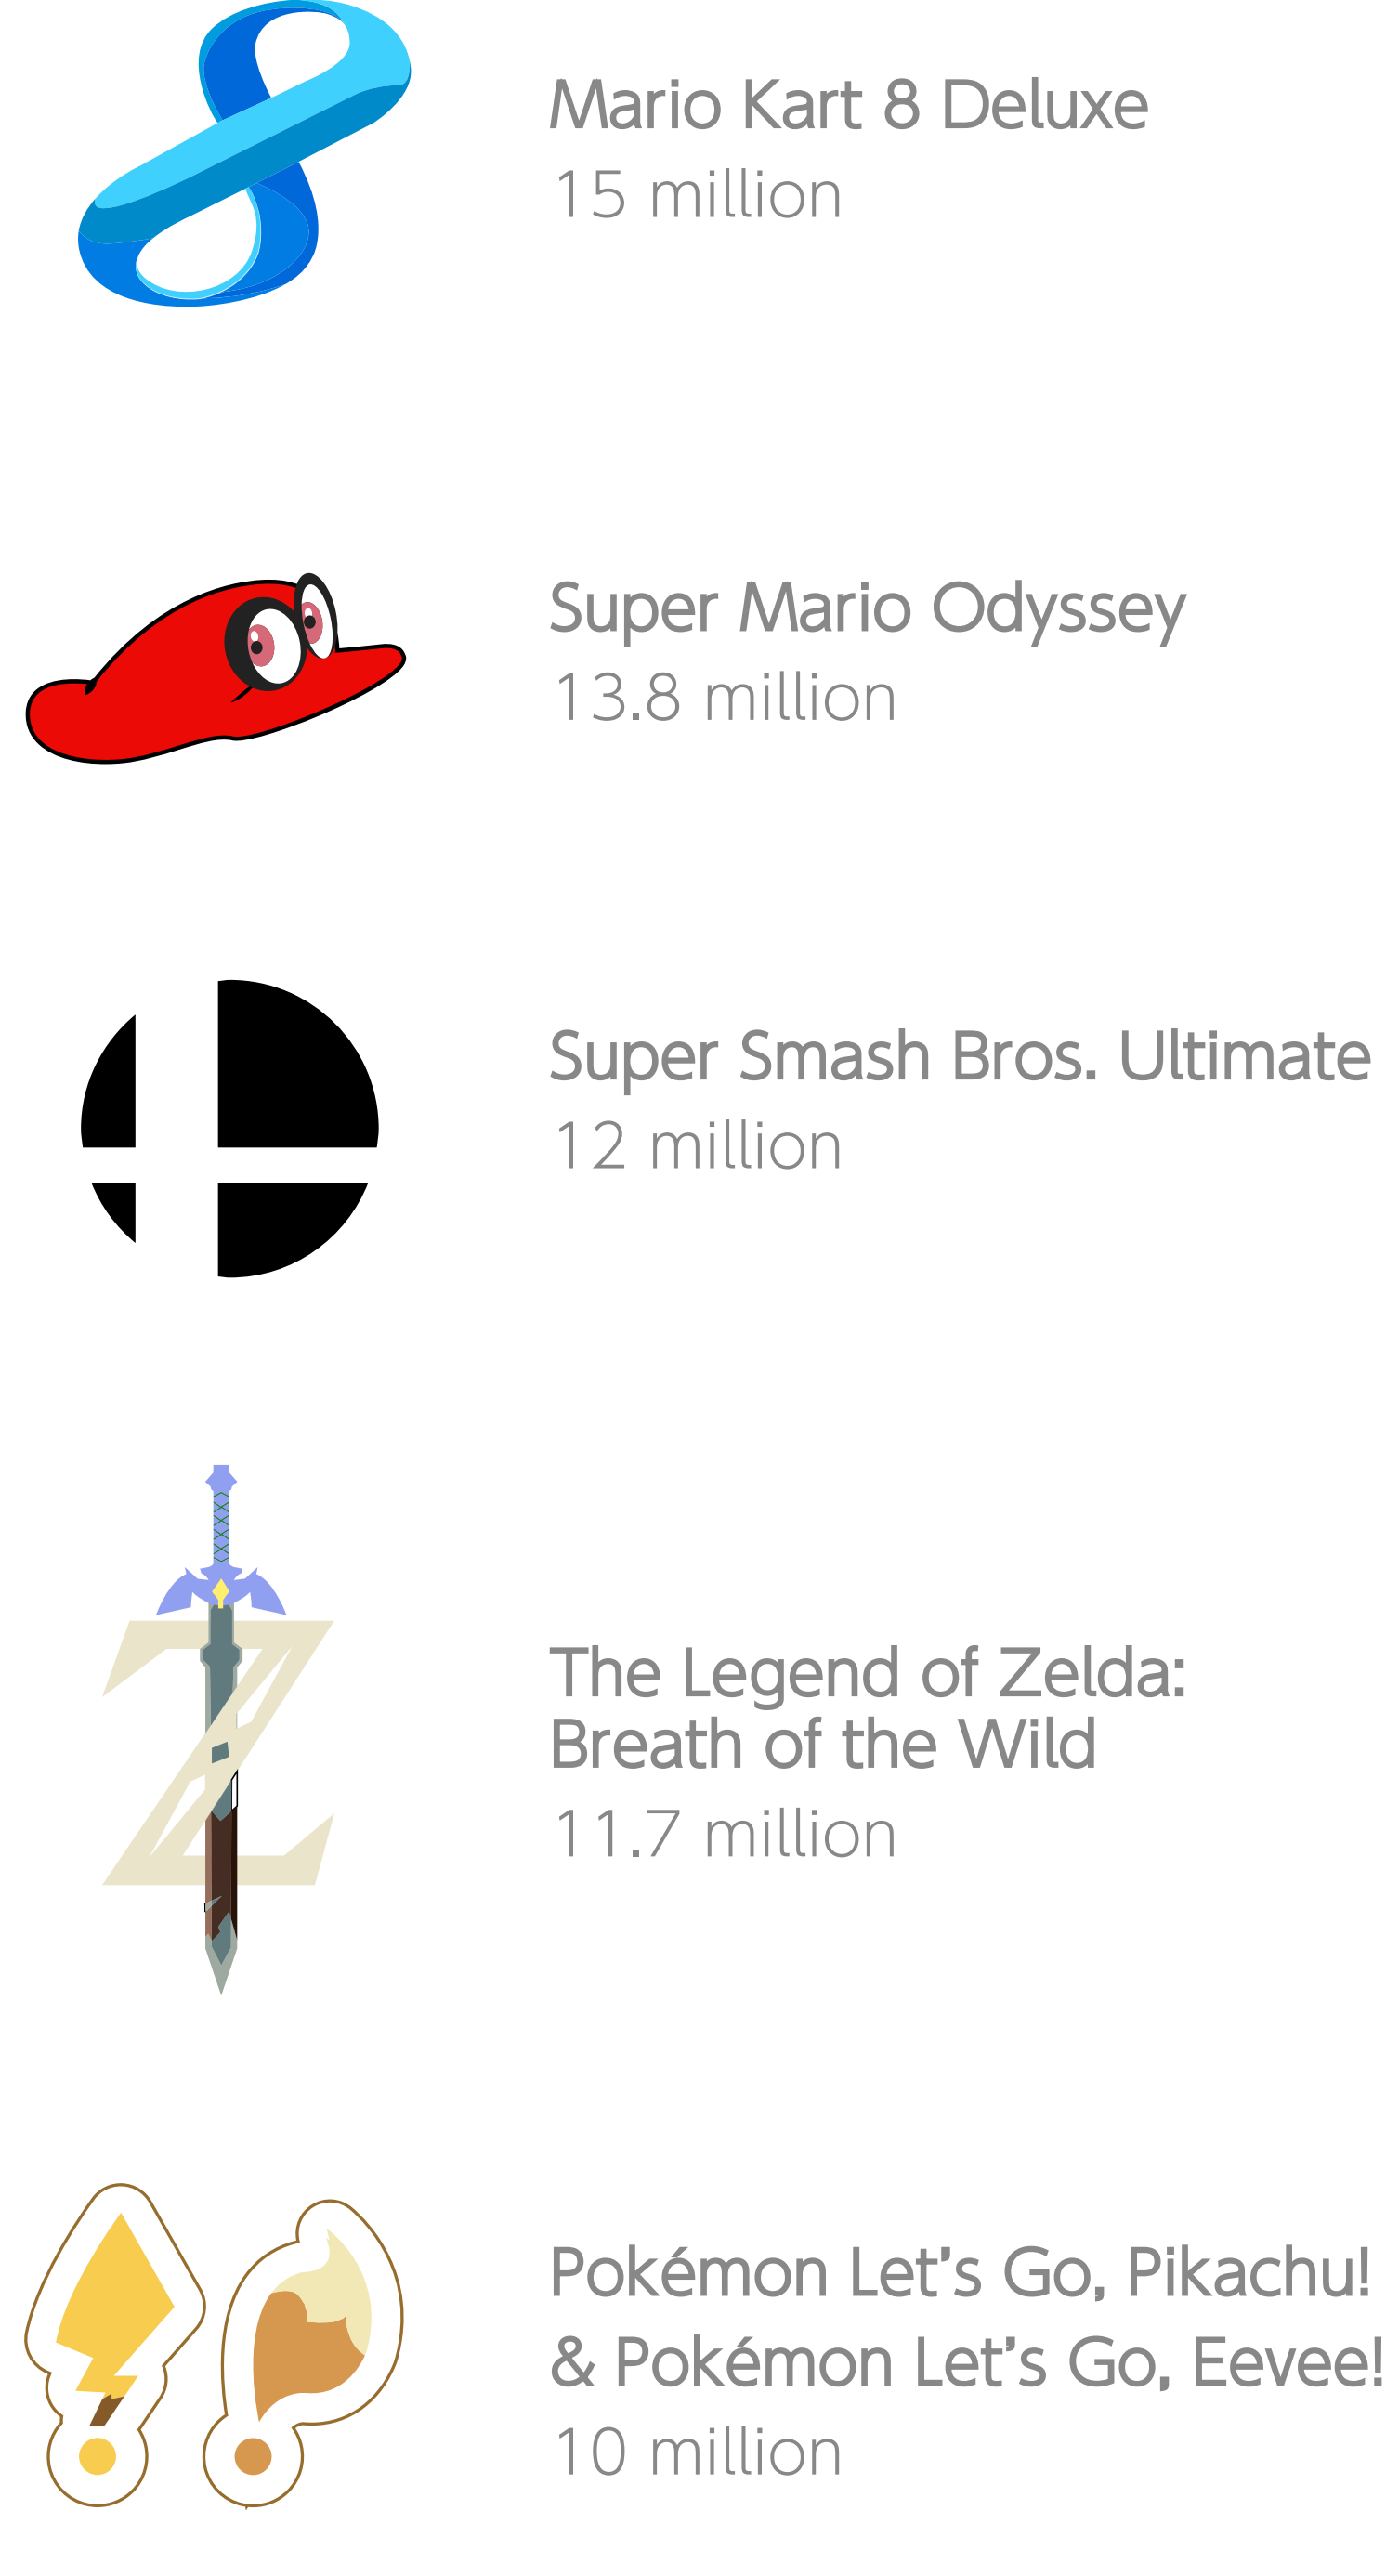 Mario Kart 8 Deluxe
15 million
Super Mario Odyssey
13.8 million
Super Smash Bros. Ultimate
12 million
The Legend of Zelda:
Breath of the Wild
11.7 million
Pokémon Let's Go, Pikachu!
& Pokémon Let's Go, Eevee!
10 million